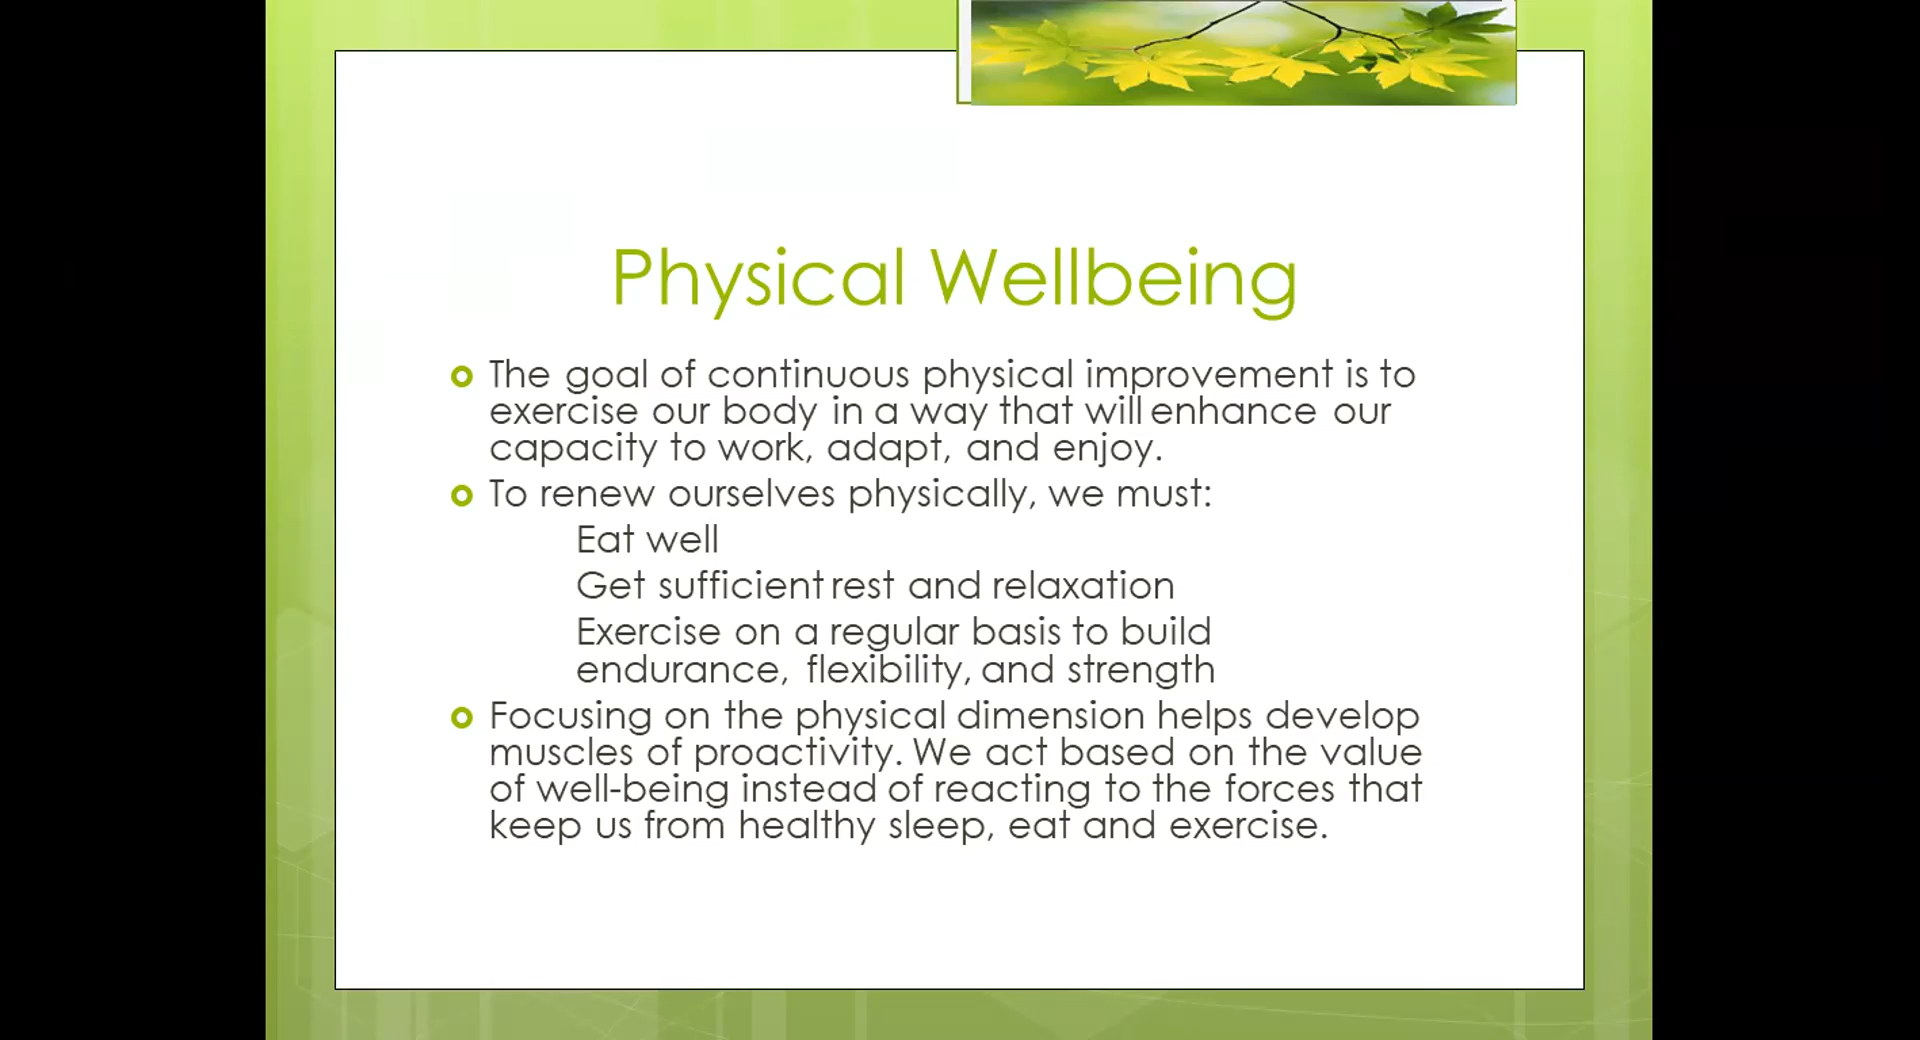 Physical Wellbeing
The goal of continuous physical improvement is to
exercise our body in a way that will enhance our
capacity to work, adapt, and enjoy.
To renew ourselves physically, we must:
Eat well
Get sufficient rest and relaxation
Exercise on a regular basis to build
endurance, flexibility, and strength
Focusing on the physical dimension helps develop
muscles of proactivity. We act based on the value
of well-being instead of reacting to the forces that
keep us from healthy sleep, eat and exercise.